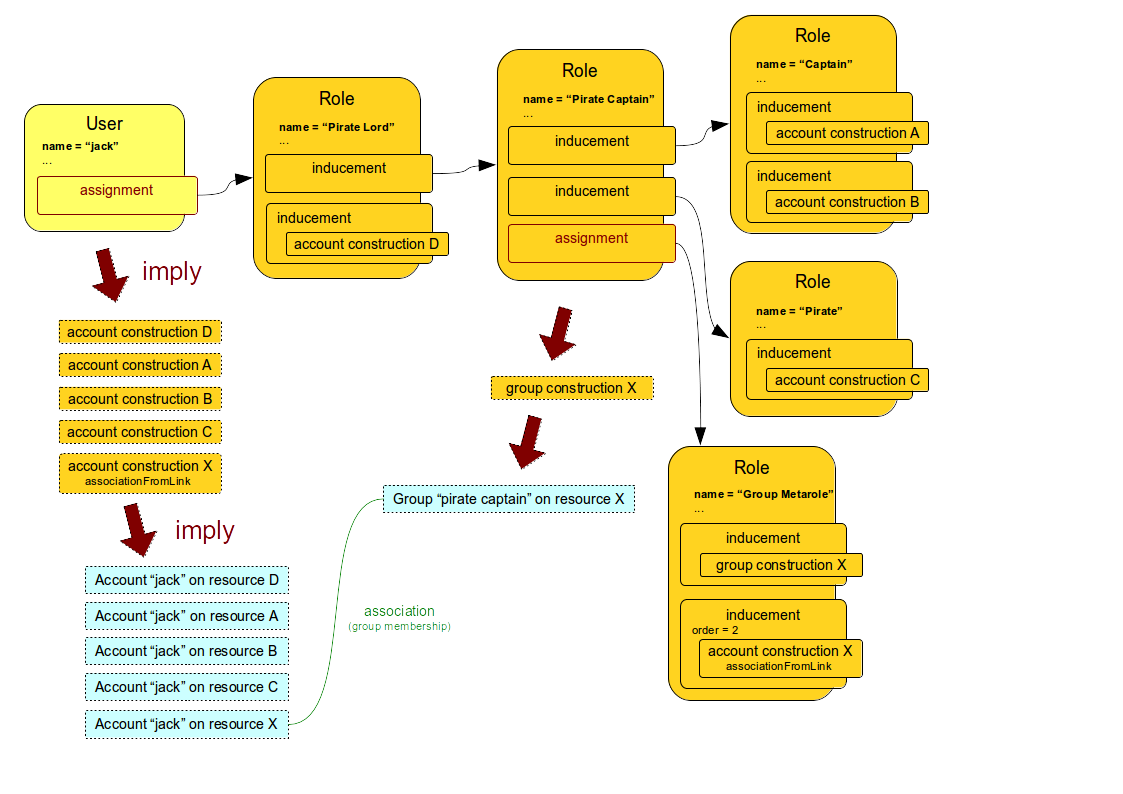 User
name = “jack”
...
assignment
imply
account construction D
account construction A
account construction B
account construction C
account construction X
associationFromLink
imply
Account “jack” on resource D
Account “jack” on resource A
Account “jack” on resource B
Account “jack” on resource C
Account “jack” on resource X
Role
name = “Pirate Lord”
...
inducement
inducement
account construction D
Role
name = “Pirate Captain”
...
inducement
inducement
assignment
group construction X
Group “pirate captain” on resource X
association
(group membership)
Role
name = “Captain”
...
inducement
account construction A
inducement
account construction B
Role
name = “Pirate”
...
inducement
account construction C
Role
name = “Group Metarole”
...
inducement
group construction X
inducement
order = 2
account construction X
associationFromLink